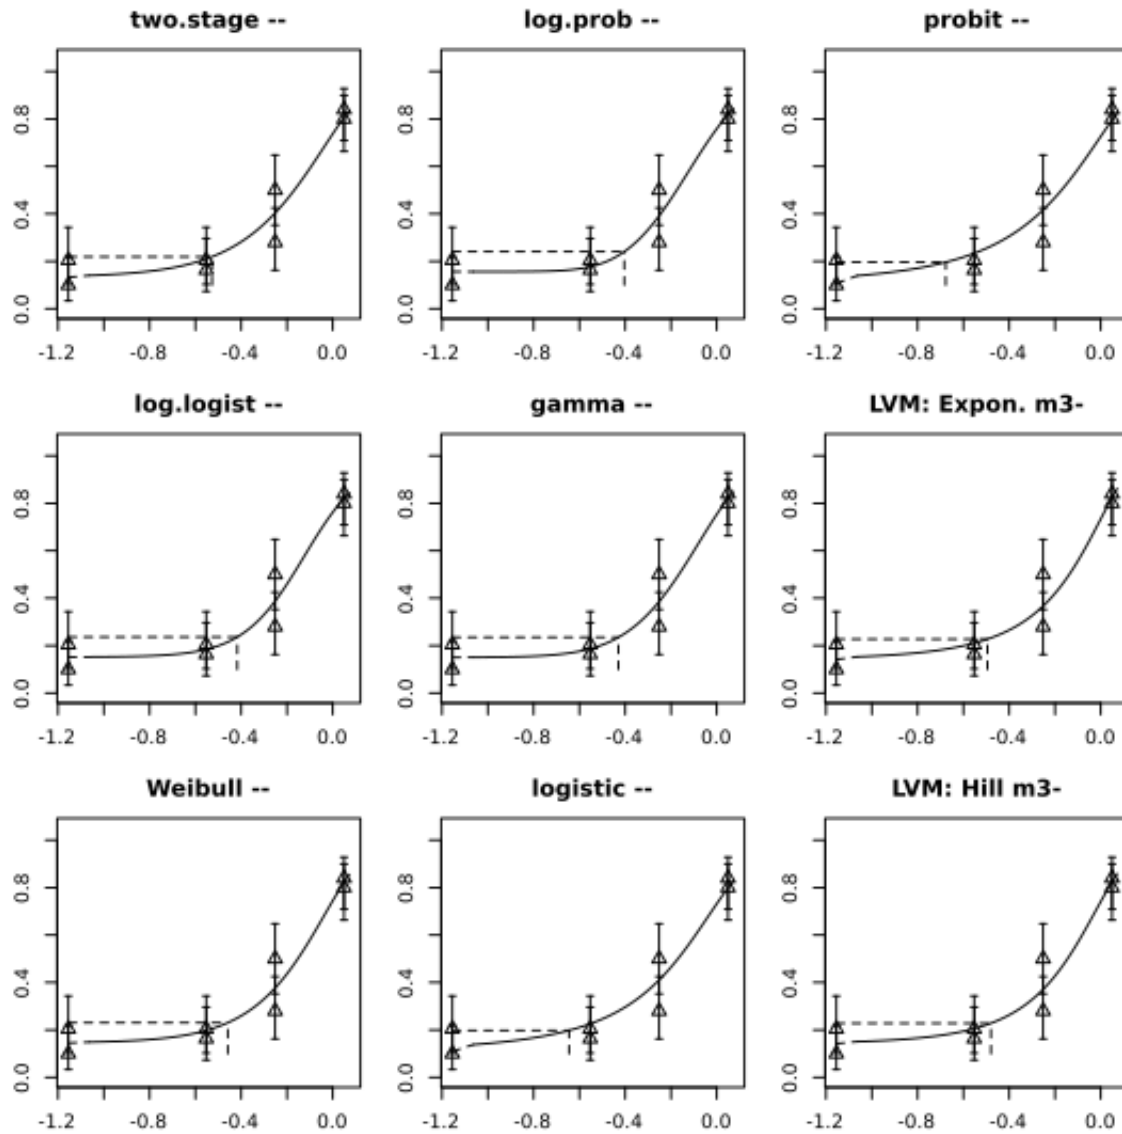 two.stage --
log.prob --
probit --
0.8
0.8
0.8
0.4
0.4
0.4
0.0
0.0
0.0
-1.2 -0.8 -0.4 0.0
-1.2 -0.8 -0.4 0.0
-1.2 -0.8 -0.4 0.0
log.logist --
gamma --
LVM: Expon. m3-
0.8
0.8
0.8
0.4
0.4
0.4
0.0
0.0
0.0
-1.2 -0.8 -0.4 0.0
-1.2 -0.8 -0.4 0.0
-1.2 -0.8 -0.4 0.0
Weibull --
logistic --
LVM: Hill m3-
0.8
0.8
0.8
0.4
0.4
0.4
0.0
0.0
0.0
-1.2 -0.8 -0.4 0.0
-1.2 -0.8 -0.4 0.0
-1.2 -0.8 -0.4 0.0